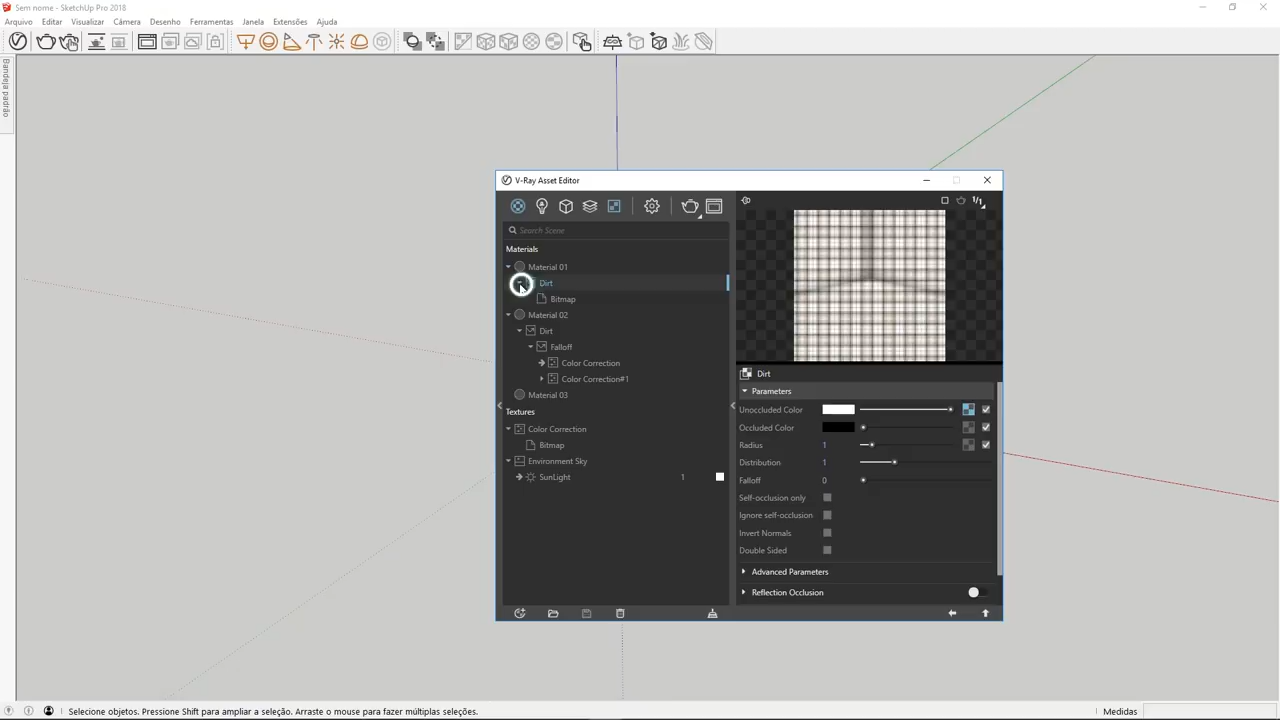 Sem nome - SketchUp Pro 2018
Arquivo Editar Visualizar Câmera Desenho Ferramentas Janela Extensões Ajuda
Bandeja padrão
V-Ray Asset Editor
1/1
Search Scene
Materials
Material 01
Dirt
Bitmap
Material 02
Dirt
Falloff
Color Correction
Color Correction#1
Material 03
Textures
Color Correction
Bitmap
Environment Sky
SunLight 1
Dirt
Parameters
Unoccluded Color
Occluded Color
Radius 1
Distribution 1
Falloff 0
Self-occlusion only
Ignore self-occlusion
Invert Normals
Double Sided
Advanced Parameters
Reflection Occlusion
Selecione objetos. Pressione Shift para ampliar a seleção. Arraste o mouse para fazer múltiplas seleções.
Medidas